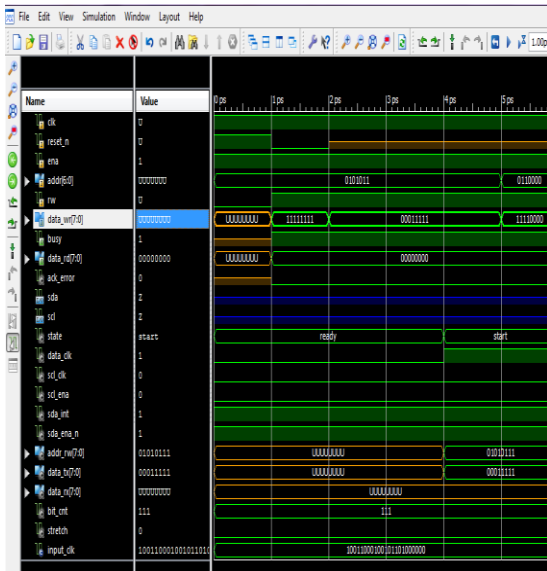 File Edit View Simulation Window Layout Help
1.00p
Name Value 0 ps 1 ps 2 ps 3 ps 4 ps 5 ps
clk U
reset_n U
ena 1
addr[6:0] UUUUUUU 0101011 0110000
rw U
data_wr[7:0] UUUUUUUU UUUUUUUU 11111111 00011111 11110000
busy 1
data_rd[7:0] 00000000 UUUUUUUU 00000000
ack_error 0
sda Z
scl Z
state start ready start
data_clk 1
scl_clk 0
scl_ena 0
sda_int 1
sda_ena_n 1
addr_rw[7:0] 01010111 UUUUUUUU 01010111
data_tx[7:0] 00011111 UUUUUUUU 00011111
data_rx[7:0] UUUUUUUU UUUUUUUU
bit_cnt 111 111
stretch 0
input_clk 100110001001011010 10011000100101101000000